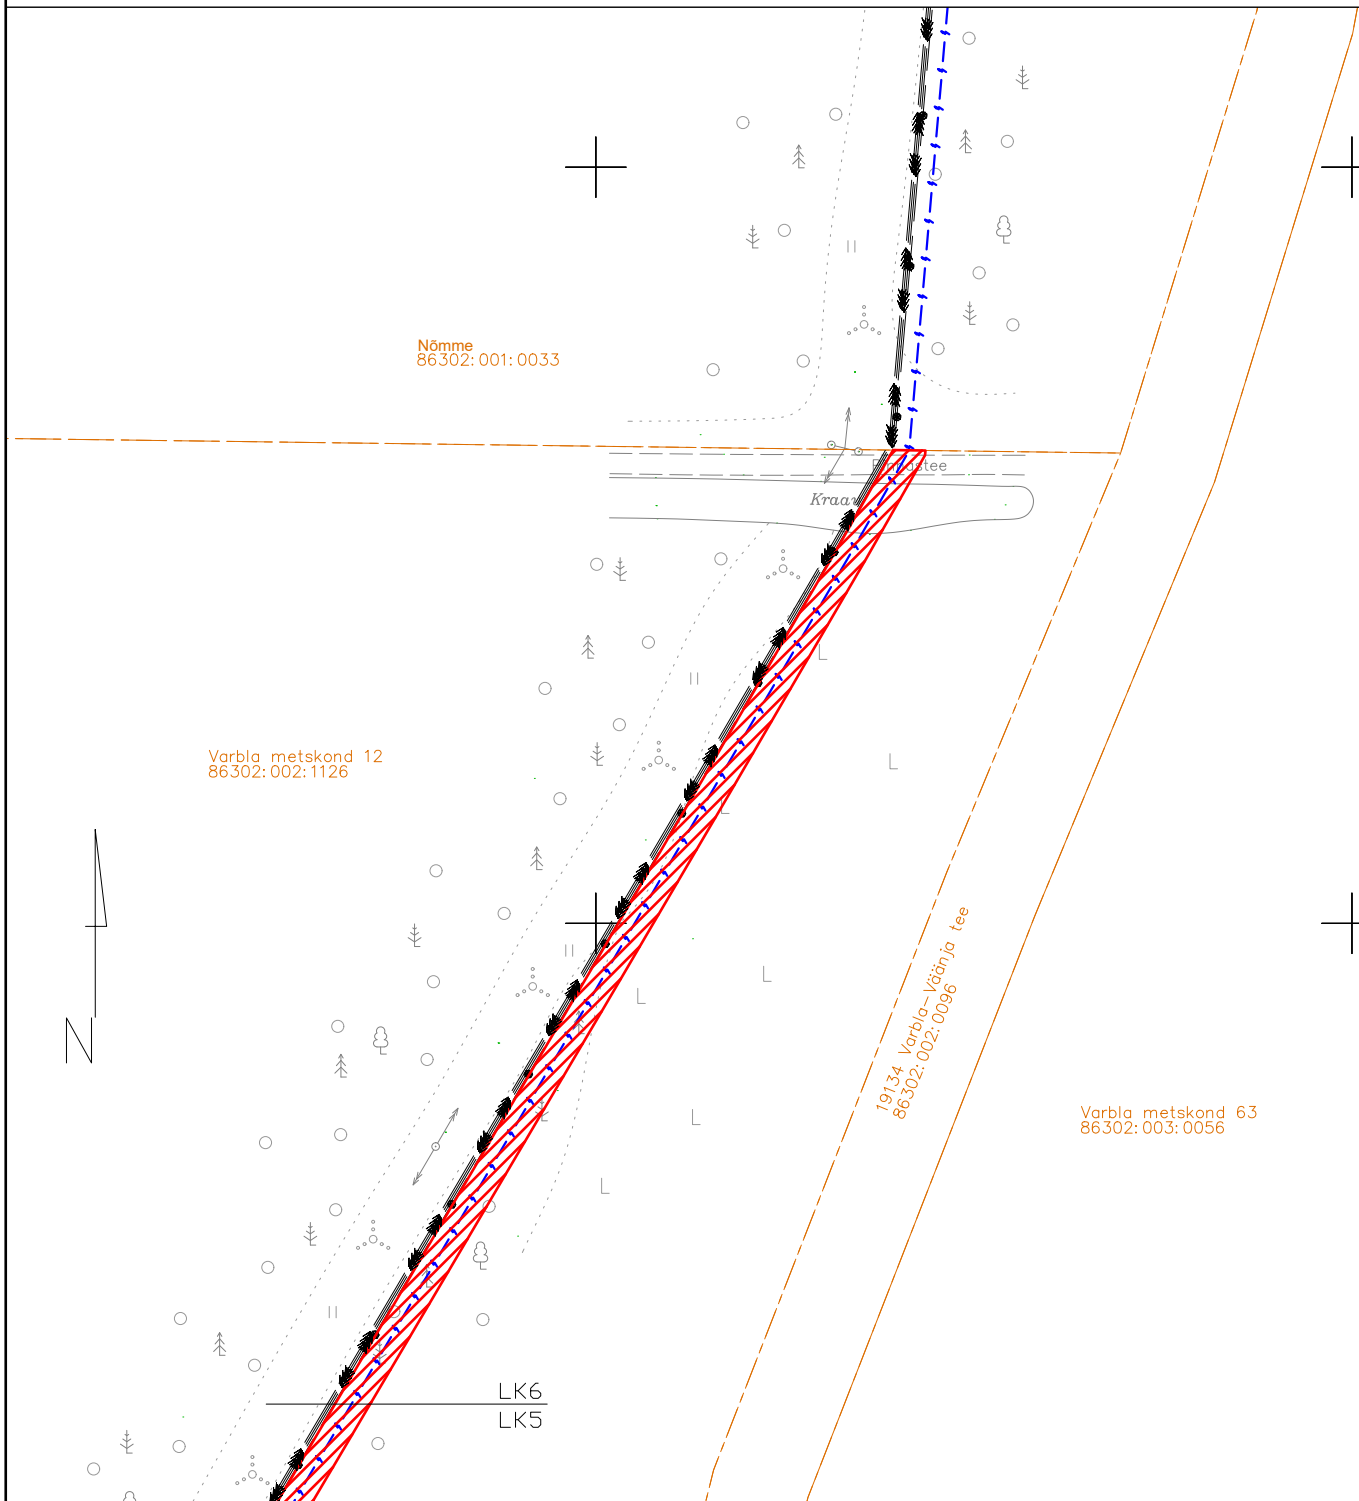 Nõmme
86302:001:0033
Kraav
Varbla metskond 12
86302:002:1126
19134 Varbla-Väänja tee
86302:002:0096
Varbla metskond 63
86302:003:0056
N
LK6
LK5